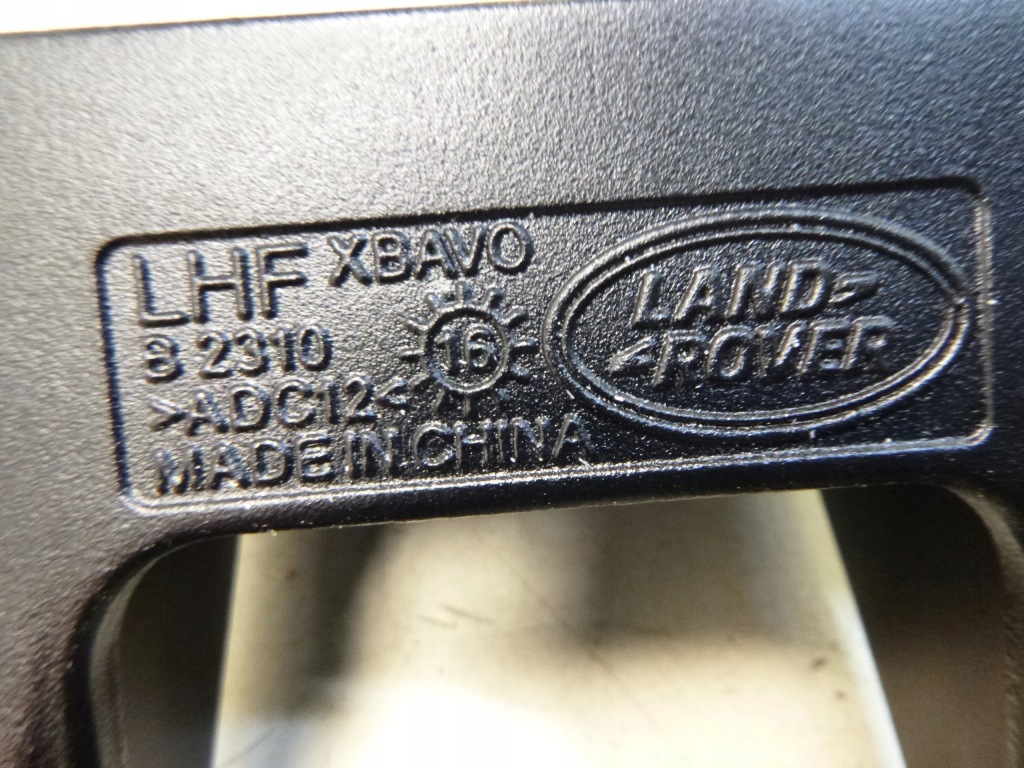 LHF XBAVO
8 2310
16
>ADC12<
MADE IN CHINA
LAND
ROVER